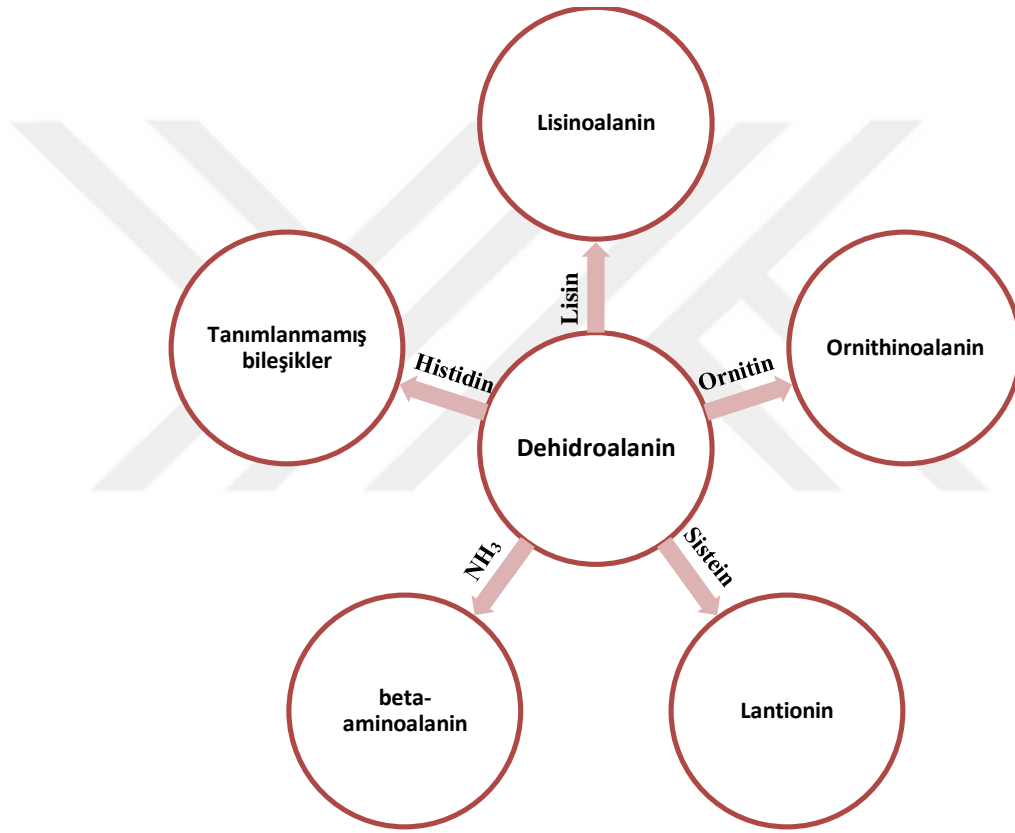 Lisinoalanin
Lisin
Tanımlanmamış
bileşikler
Histidin
Ornitin
Ornithinoalanin
Dehidroalanin
NH₃
Sistein
beta-
aminoalanin
Lantionin